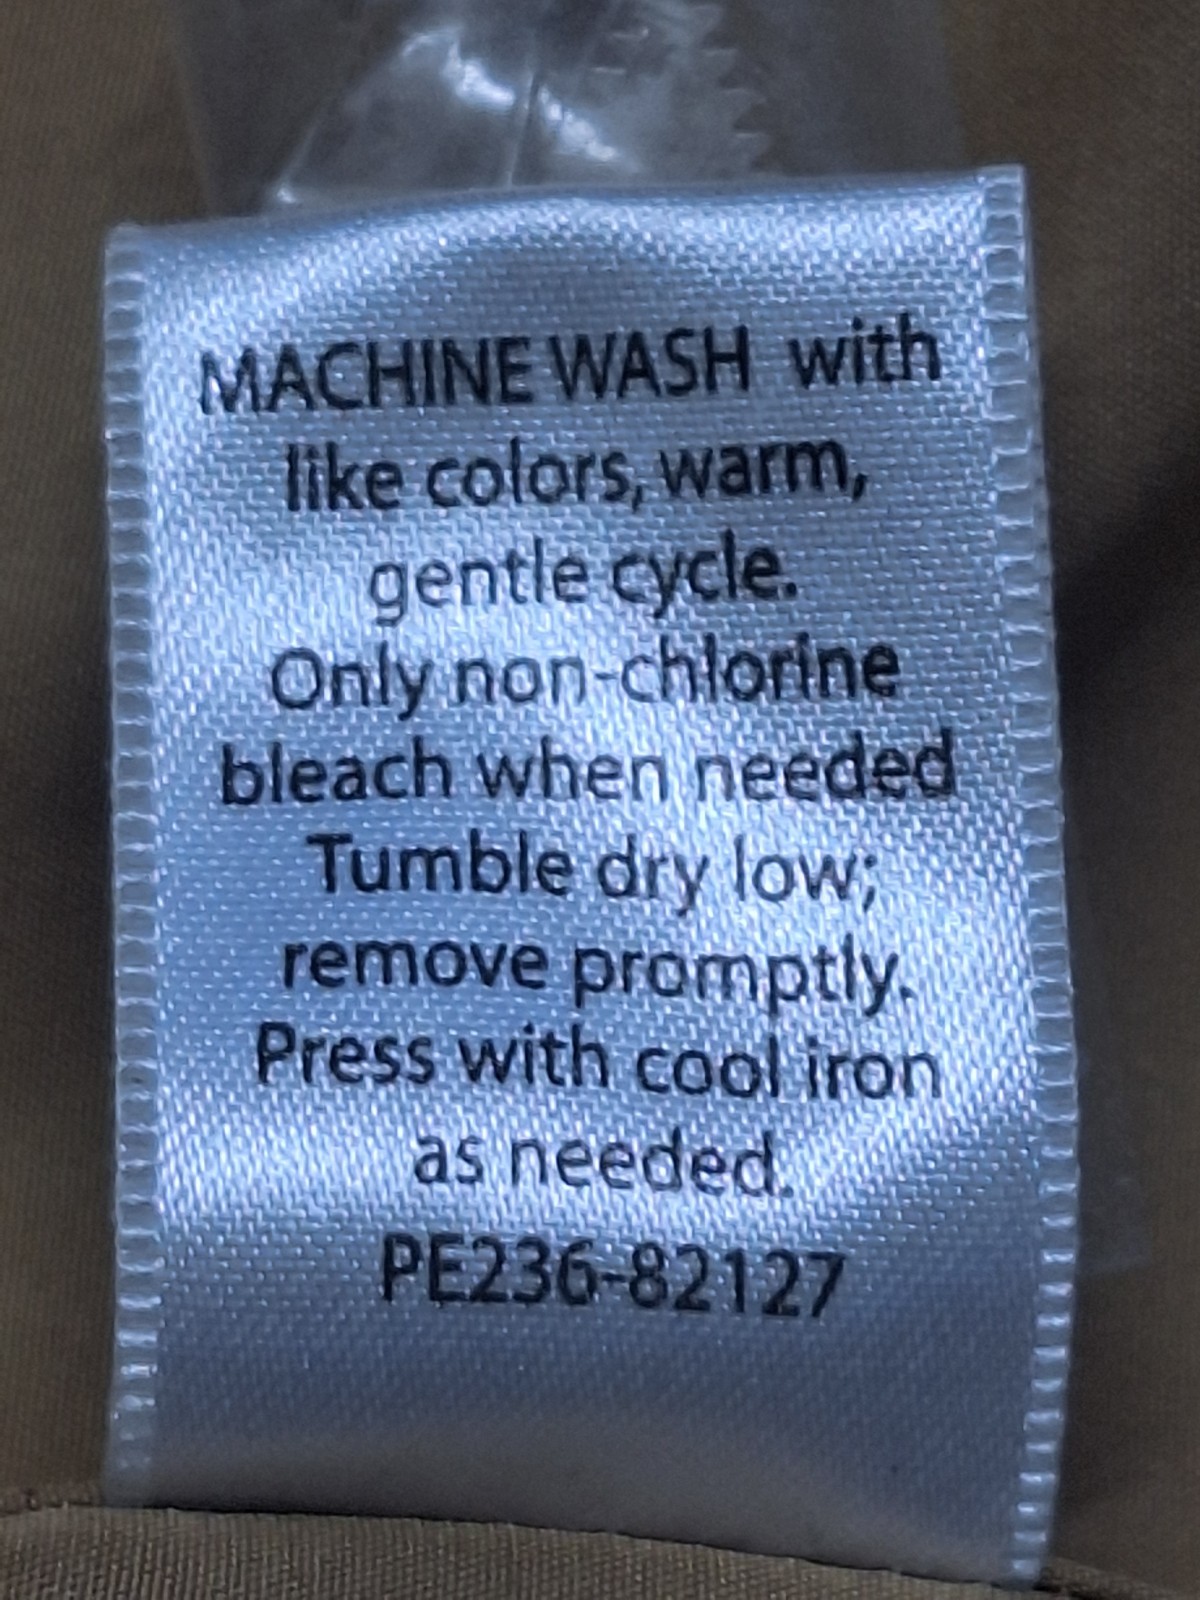 MACHINE WASH with
like colors, warm,
gentle cycle.
Only non-chlorine
bleach when needed
Tumble dry low;
remove promptly.
Press with cool iron
as needed.
PE236-82127